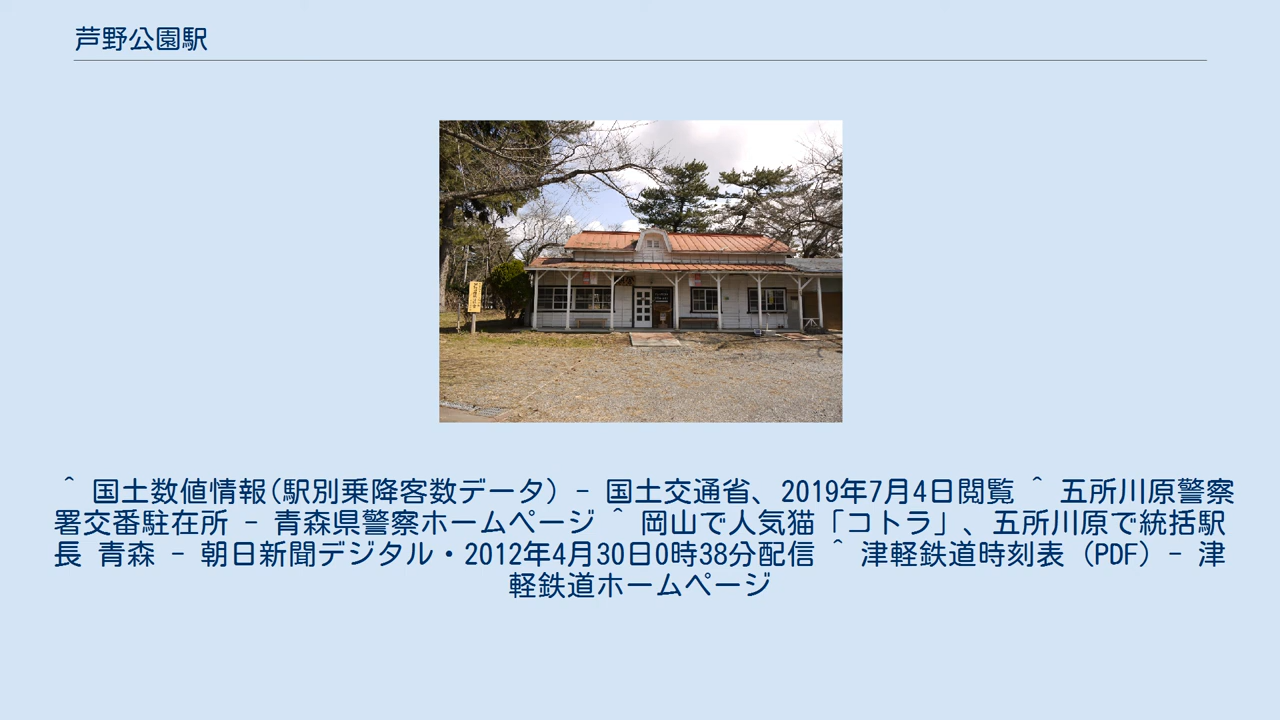 芦野公園駅
^ 国土数値情報(駅別乗降客数データ) - 国土交通省、2019年7月4日閲覧 ^ 五所川原警察
署交番駐在所 - 青森県警察ホームページ ^ 岡山で人気猫「コトラ」、五所川原で統括駅
長 青森 - 朝日新聞デジタル・2012年4月30日0時38分配信 ^ 津軽鉄道時刻表 (PDF) - 津
軽鉄道ホームページ